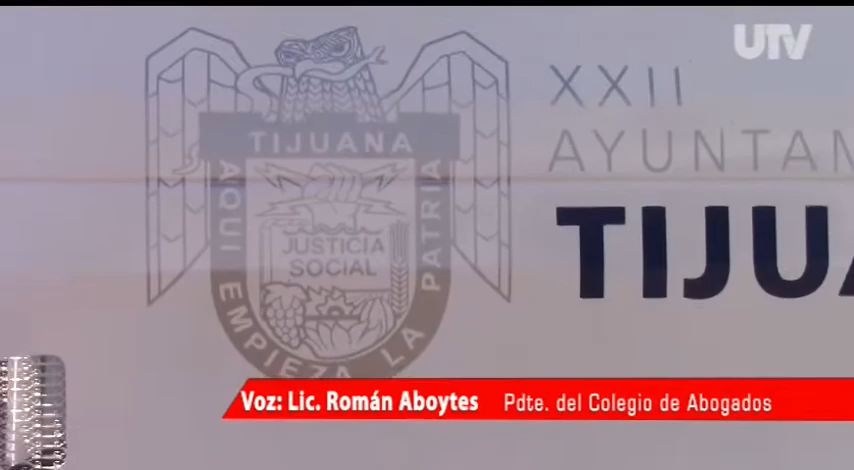 UTV
XXII
AYUNTAM
TIJUA
TIJUANA
AQUI EMPIEZA LA PATRIA
JUSTICIA
SOCIAL
Voz: Lic. Román Aboytes Pdte. del Colegio de Abogados